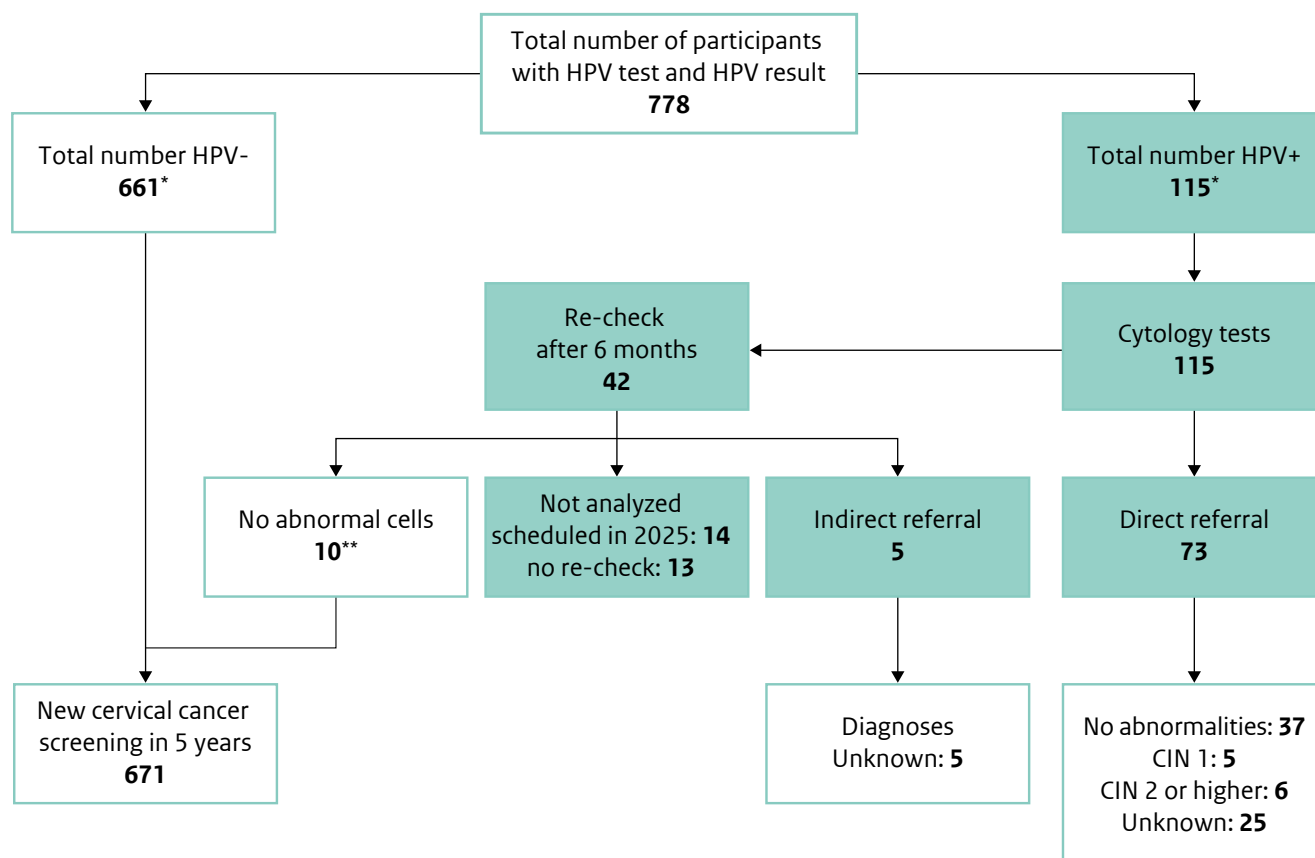 Total number of participants
with HPV test and HPV result
778
Total number HPV-
661*
Total number HPV+
115*
Re-check
after 6 months
42
Cytology tests
115
No abnormal cells
10**
Not analyzed
scheduled in 2025: 14
no re-check: 13
Indirect referral
5
Direct referral
73
New cervical cancer
screening in 5 years
671
Diagnoses
Unknown: 5
No abnormalities: 37
CIN 1: 5
CIN 2 or higher: 6
Unknown: 25